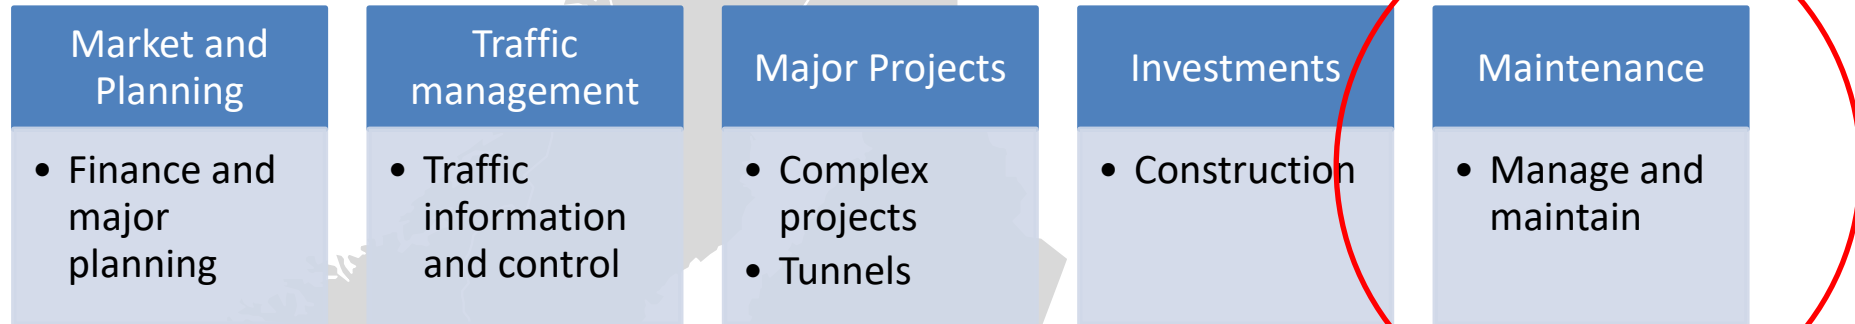 Market and
Planning
• Finance and
major
planning
Traffic
management
• Traffic
information
and control
Major Projects
• Complex
projects
• Tunnels
Investments
• Construction
Maintenance
• Manage and
maintain